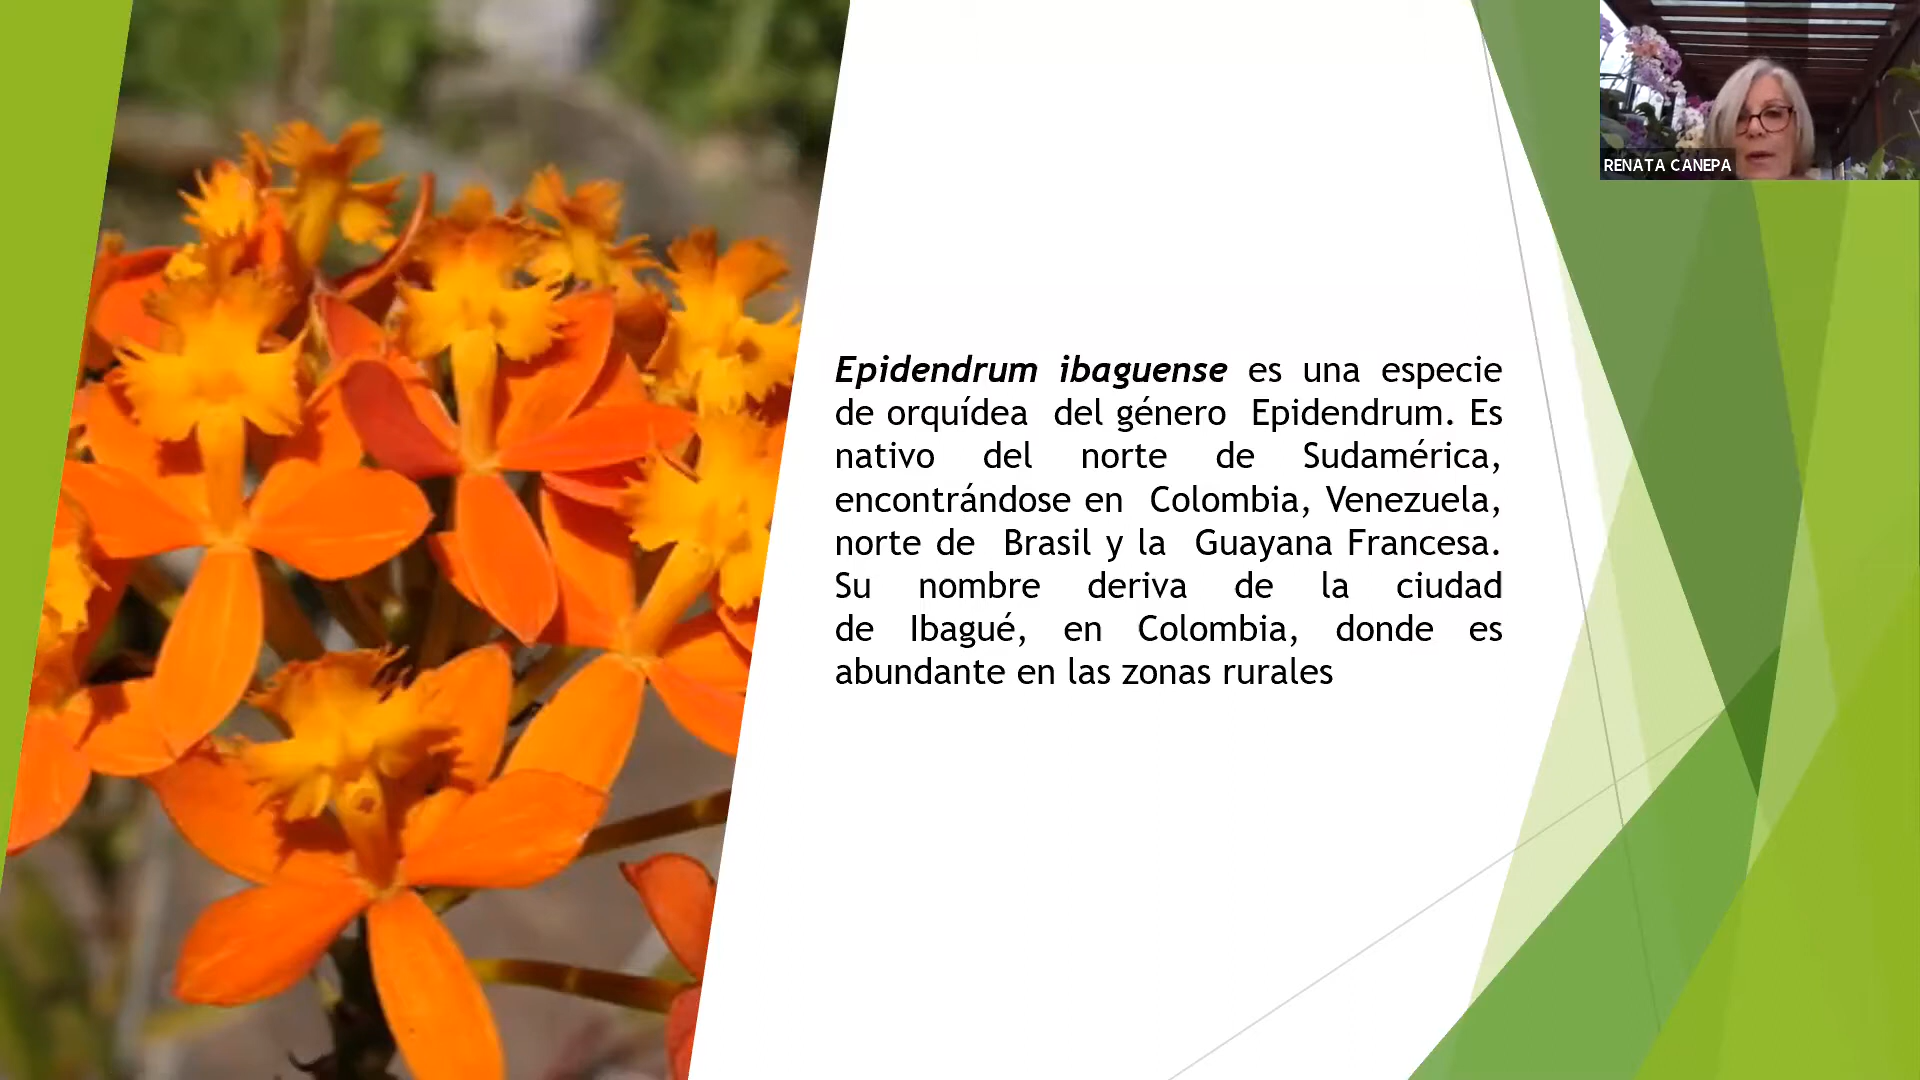 RENATA CANEPA
Epidendrum ibaguense es una especie
de orquídea del género Epidendrum. Es
nativo del norte de Sudamérica,
encontrándose en Colombia, Venezuela,
norte de Brasil y la Guayana Francesa.
Su nombre deriva de la ciudad
de Ibagué, en Colombia, donde es
abundante en las zonas rurales